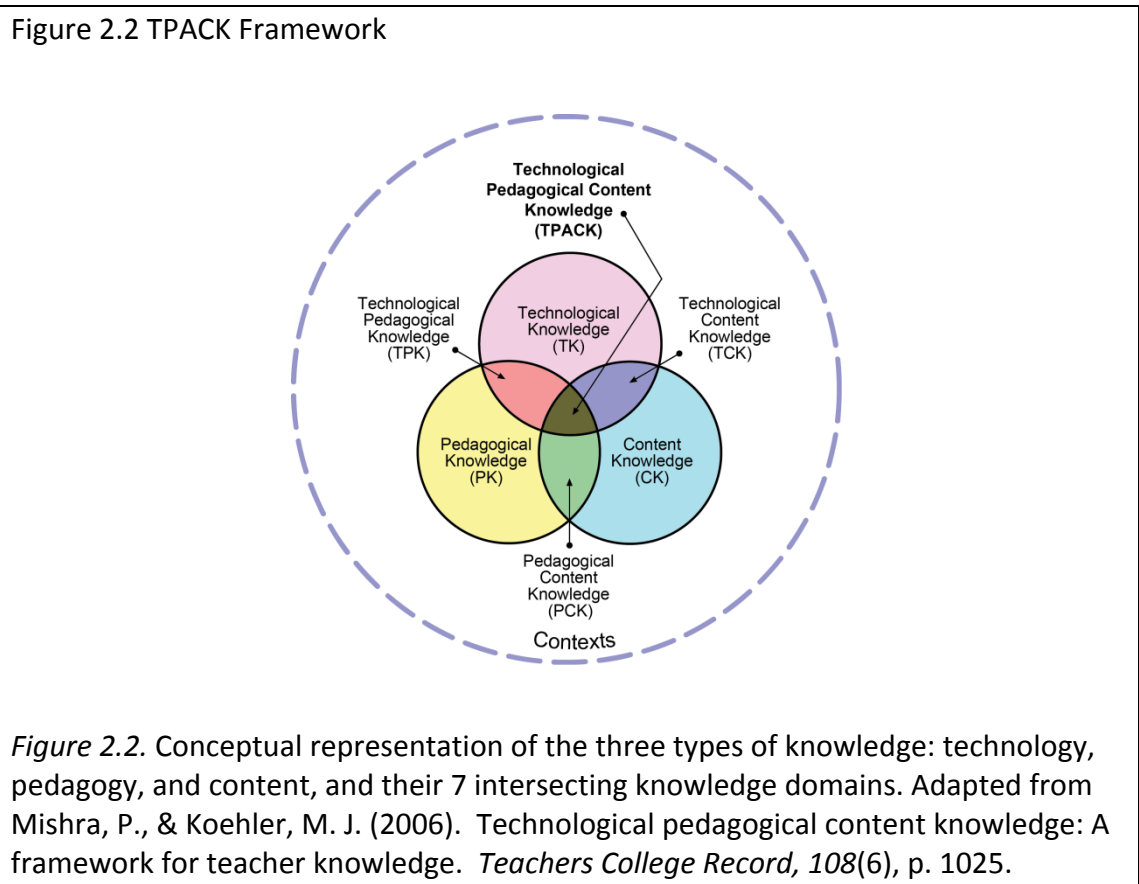 Figure 2.2 TPACK Framework
Technological
Pedagogical Content
Knowledge
(TPACK)
Technological
Pedagogical
Knowledge
(TPK)
Technological
Knowledge
(TK)
Technological
Content
Knowledge
(TCK)
Pedagogical
Knowledge
(PK)
Content
Knowledge
(CK)
Pedagogical
Content
Knowledge
(PCK)
Contexts
Figure 2.2. Conceptual representation of the three types of knowledge: technology,
pedagogy, and content, and their 7 intersecting knowledge domains. Adapted from
Mishra, P., & Koehler, M. J. (2006).  Technological pedagogical content knowledge: A
framework for teacher knowledge.  Teachers College Record, 108(6), p. 1025.